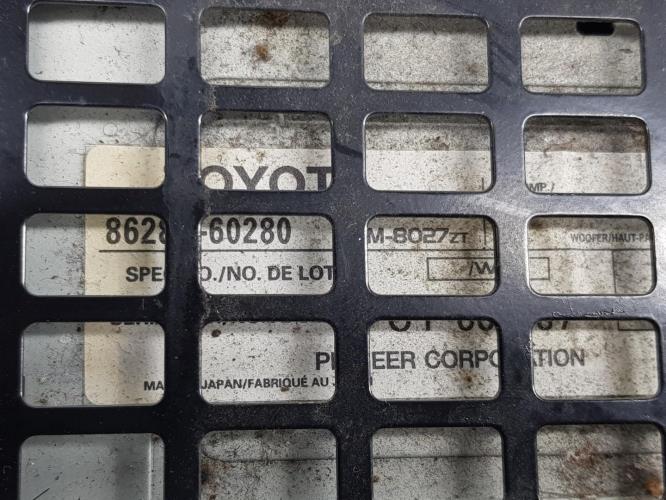 OYOT MP./
8628 -60280 M-8027ZT WOOFER/HAUT-PA
SPE O./NO. DE LOT /W
P EER CORPO ATION
MA JAPAN/FABRIQUÉ AU J